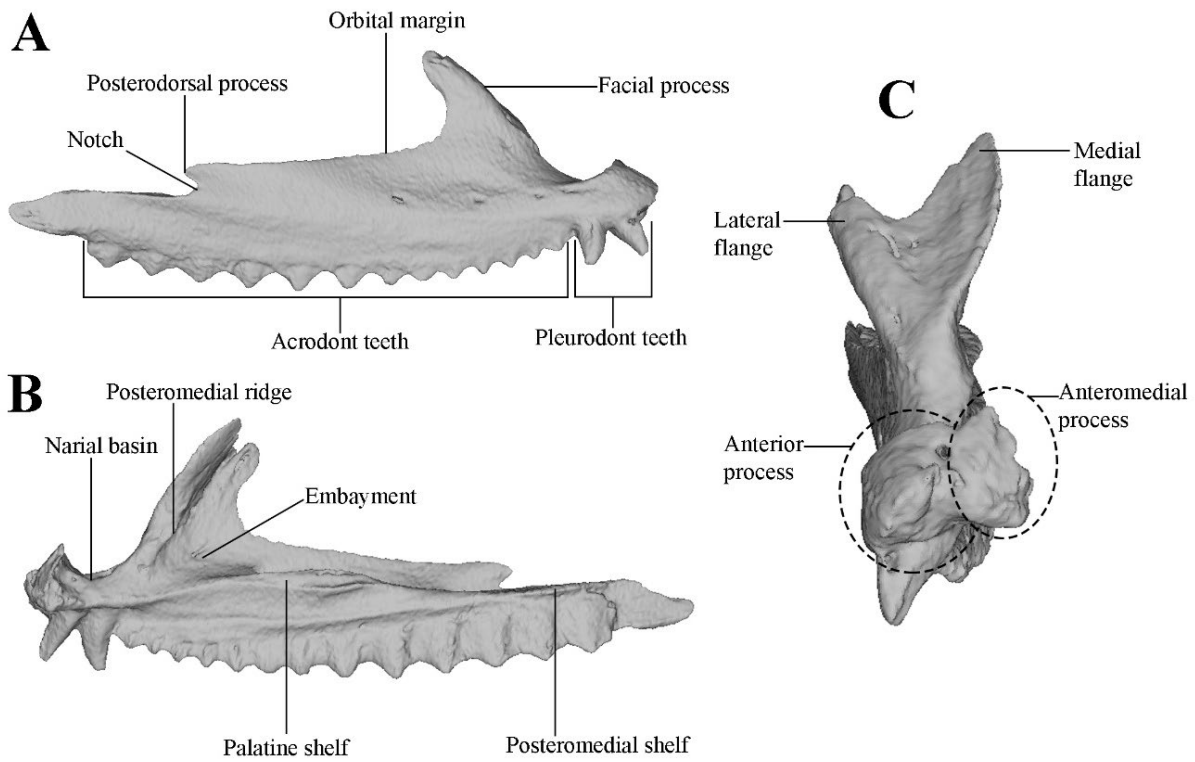 A
Orbital margin
Posterodorsal process
Facial process
Notch
Acrodont teeth
Pleurodont teeth
B
Posteromedial ridge
Narial basin
Embayment
Palatine shelf
Posteromedial shelf
C
Medial
flange
Lateral
flange
Anteromedial
process
Anterior
process